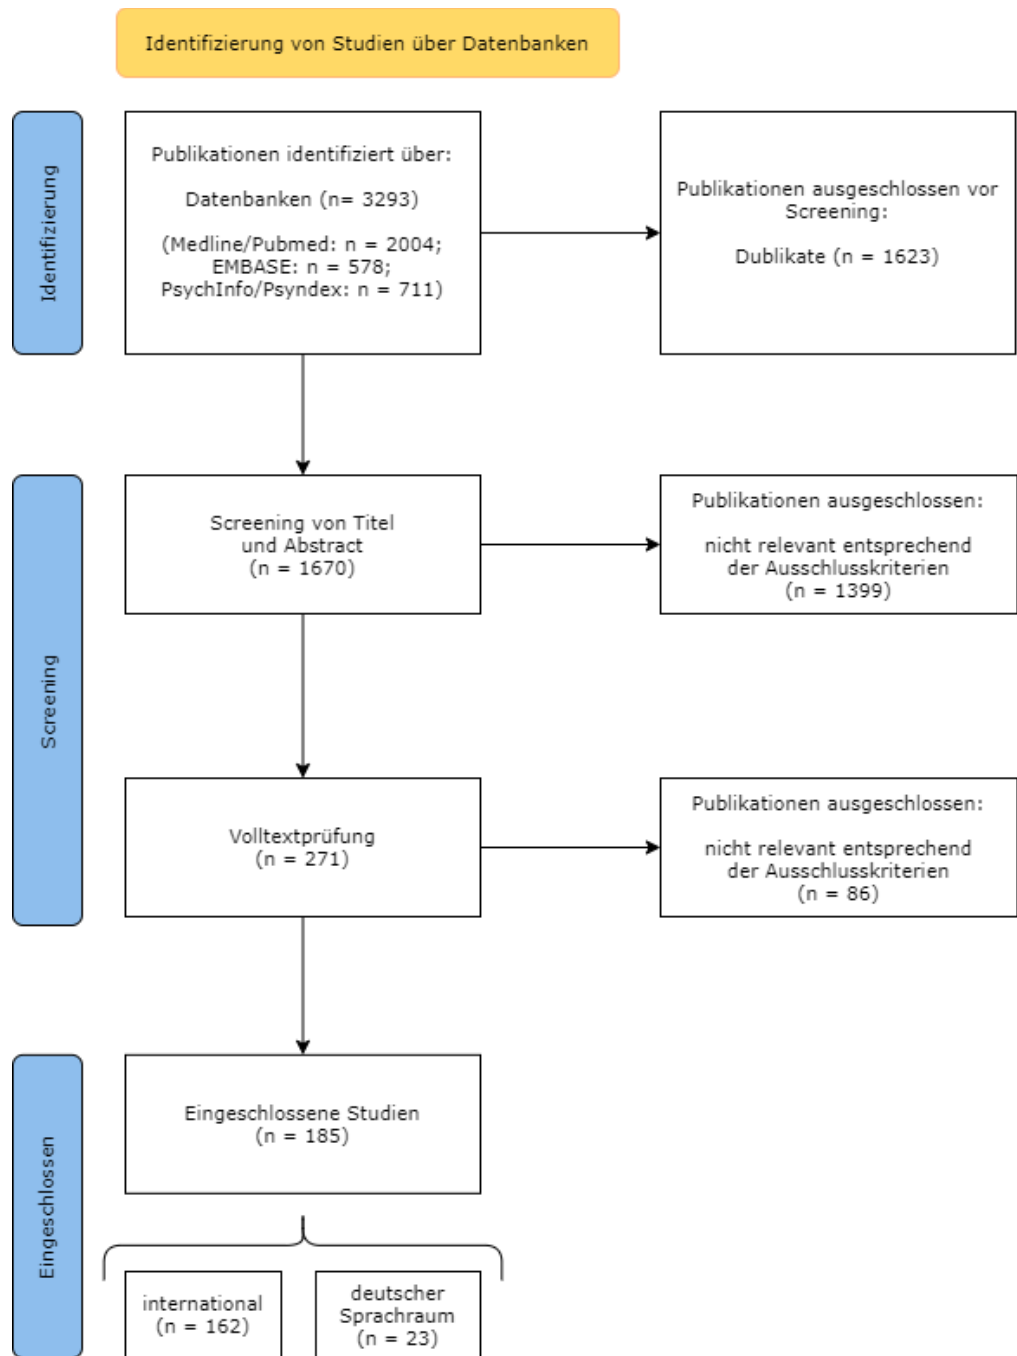 Identifizierung von Studien über Datenbanken
Identifizierung
Publikationen identifiziert über:
Datenbanken (n= 3293)
(Medline/Pubmed: n = 2004;
EMBASE: n = 578;
PsychInfo/Psyndex: n = 711)
Publikationen ausgeschlossen vor
Screening:
Dublikate (n = 1623)
Screening
Screening von Titel
und Abstract
(n = 1670)
Publikationen ausgeschlossen:
nicht relevant entsprechend
der Ausschlusskriterien
(n = 1399)
Volltextprüfung
(n = 271)
Publikationen ausgeschlossen:
nicht relevant entsprechend
der Ausschlusskriterien
(n = 86)
Eingeschlossen
Eingeschlossene Studien
(n = 185)
international
(n = 162)
deutscher
Sprachraum
(n = 23)